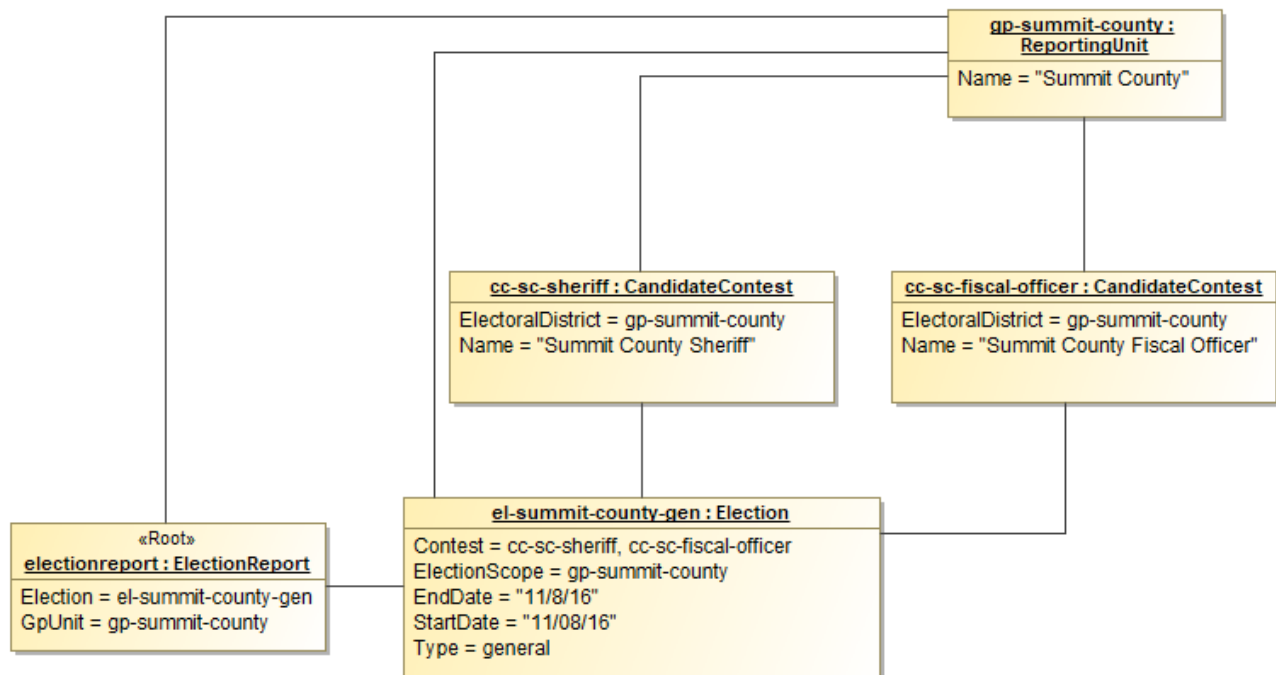 gp-summit-county :
ReportingUnit
Name = "Summit County"
cc-sc-sheriff : CandidateContest
ElectoralDistrict = gp-summit-county
Name = "Summit County Sheriff"
cc-sc-fiscal-officer : CandidateContest
ElectoralDistrict = gp-summit-county
Name = "Summit County Fiscal Officer"
«Root»
electionreport : ElectionReport
Election = el-summit-county-gen
GpUnit = gp-summit-county
el-summit-county-gen : Election
Contest = cc-sc-sheriff, cc-sc-fiscal-officer
ElectionScope = gp-summit-county
EndDate = "11/8/16"
StartDate = "11/08/16"
Type = general